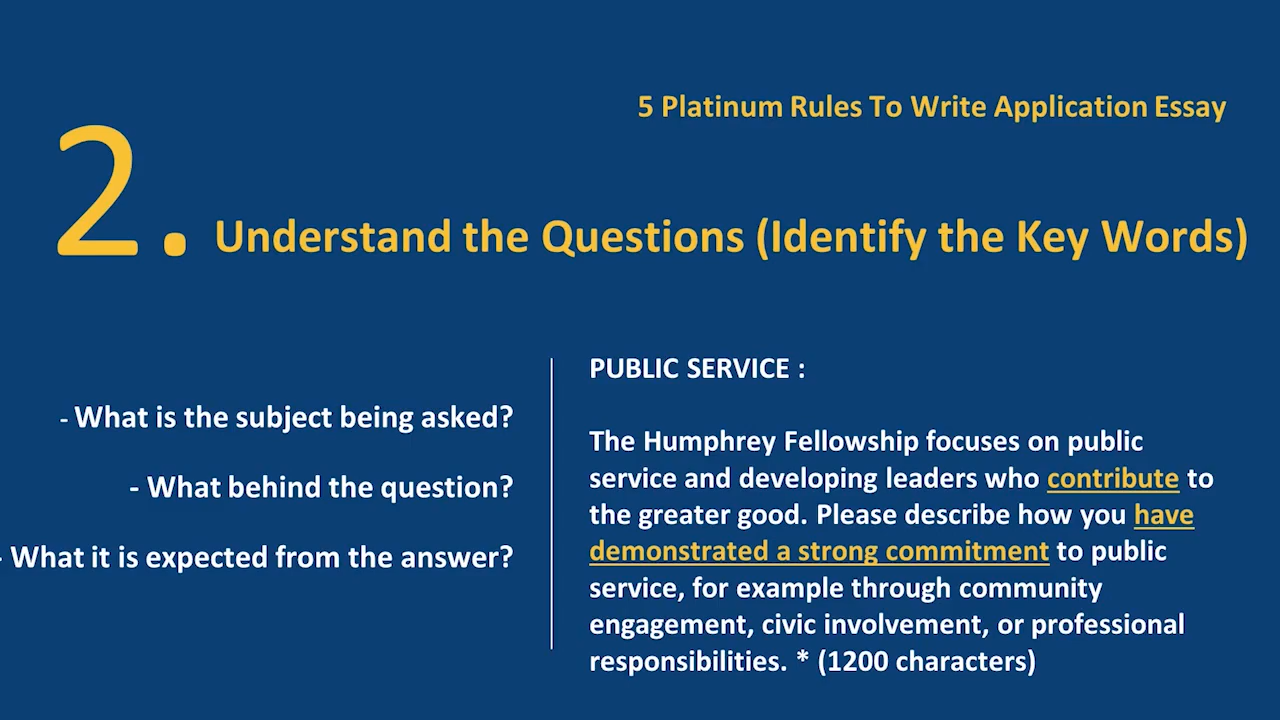 5 Platinum Rules To Write Application Essay
2. Understand the Questions (Identify the Key Words)
- What is the subject being asked?
- What behind the question?
- What it is expected from the answer?
PUBLIC SERVICE :
The Humphrey Fellowship focuses on public
service and developing leaders who contribute to
the greater good. Please describe how you have
demonstrated a strong commitment to public
service, for example through community
engagement, civic involvement, or professional
responsibilities. * (1200 characters)